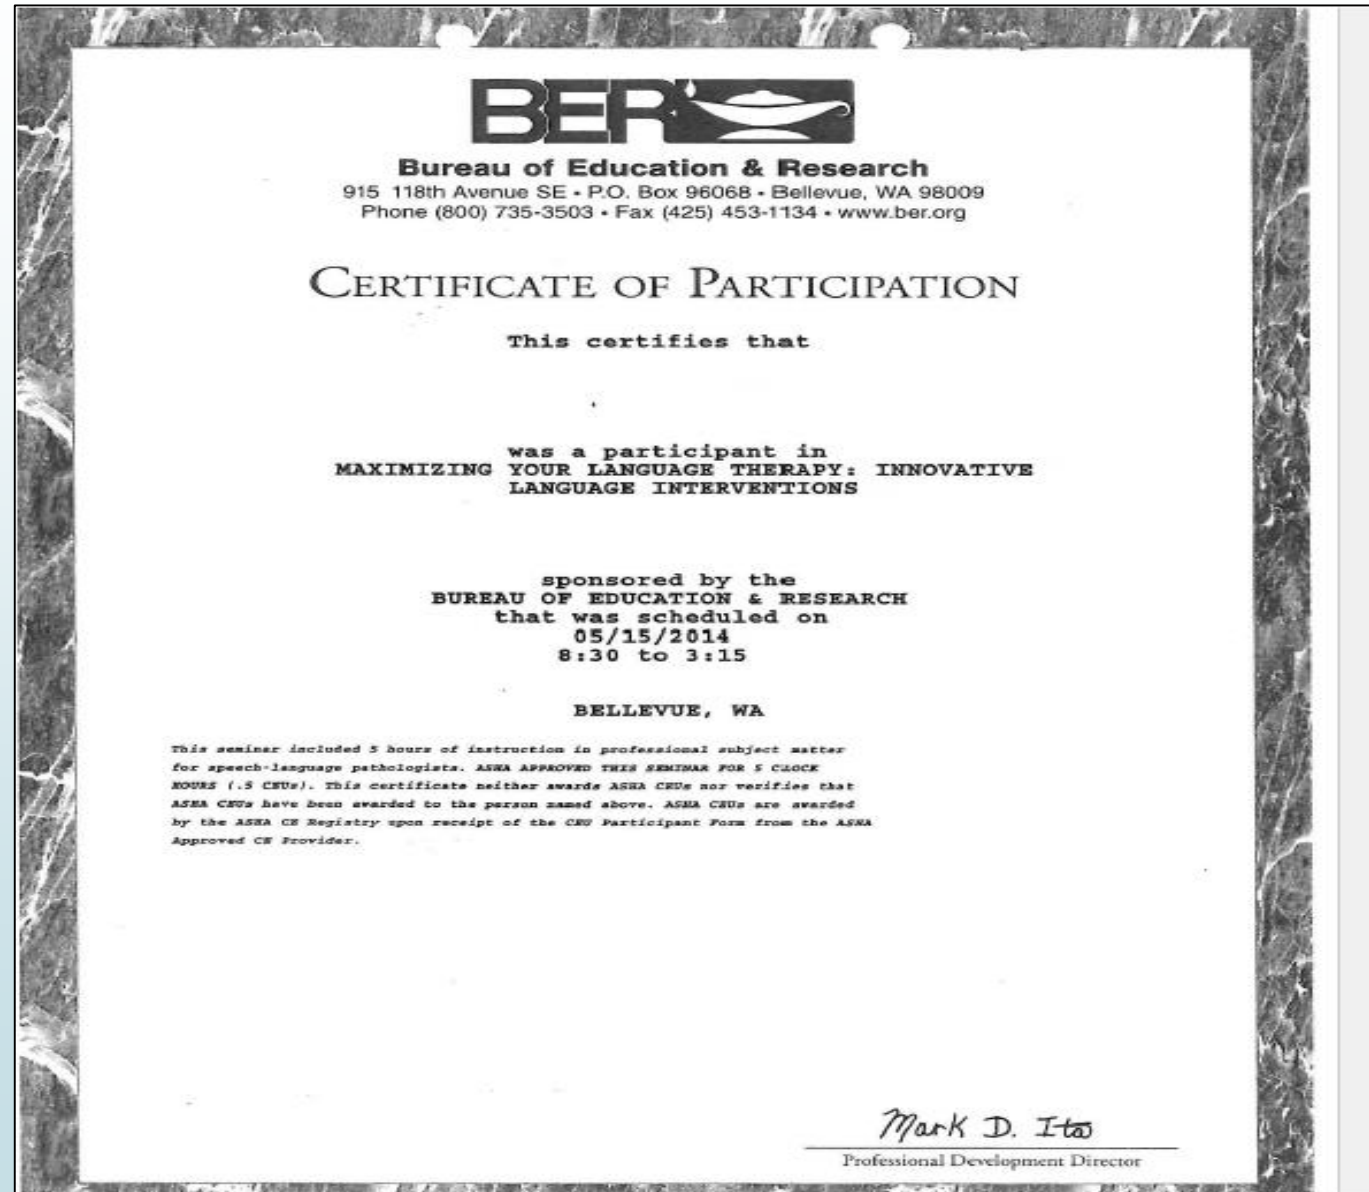 BER
Bureau of Education & Research
915 118th Avenue SE • P.O. Box 96068 • Bellevue, WA 98009
Phone (800) 735-3503 • Fax (425) 453-1134 • www.ber.org
CERTIFICATE OF PARTICIPATION
This certifies that
was a participant in
MAXIMIZING YOUR LANGUAGE THERAPY: INNOVATIVE
LANGUAGE INTERVENTIONS
sponsored by the
BUREAU OF EDUCATION & RESEARCH
that was scheduled on
05/15/2014
8:30 to 3:15
BELLEVUE, WA
This seminar included 5 hours of instruction in professional subject matter
for speech-language pathologists. ASHA APPROVED THIS SEMINAR FOR 5 CLOCK
HOURS (.5 CEUs). This certificate neither awards ASHA CEUs nor verifies that
ASHA CEUs have been awarded to the person named above. ASHA CEUs are awarded
by the ASHA CE Registry upon receipt of the CEU Participant Form from the ASHA
Approved CE Provider.
Mark D. Ita
Professional Development Director